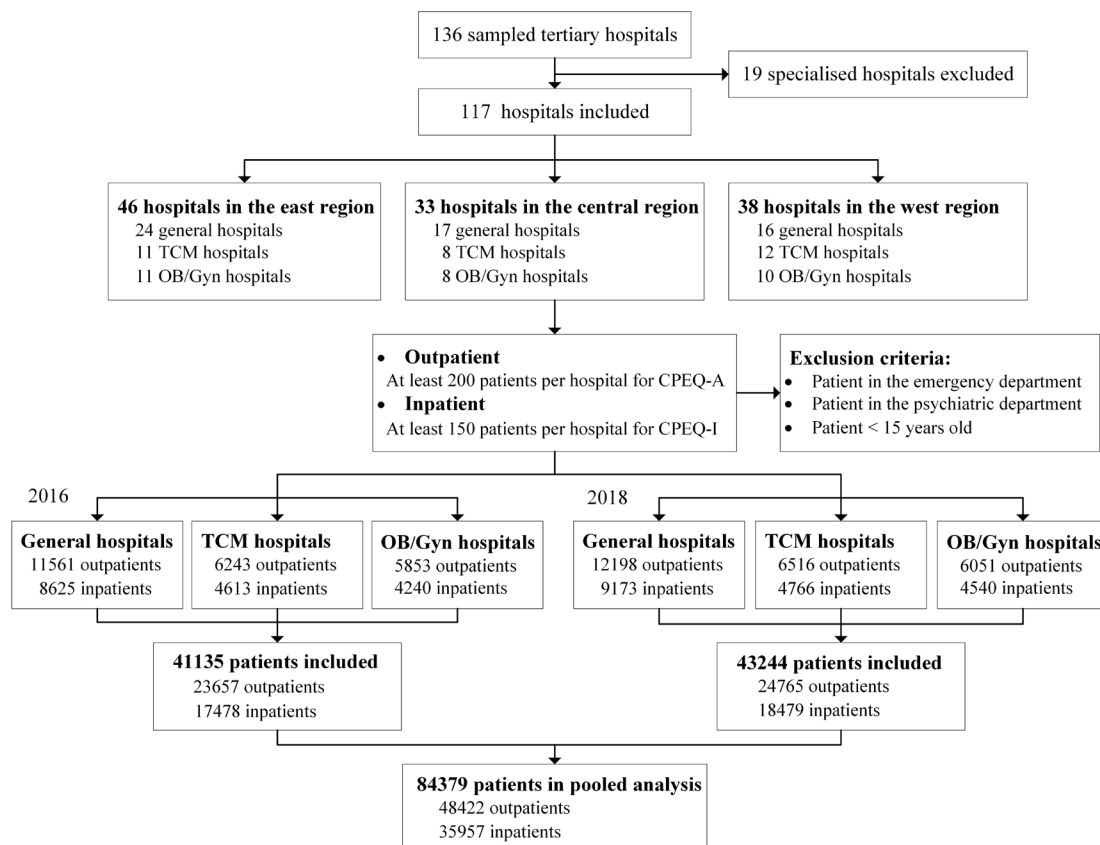 136 sampled tertiary hospitals
19 specialised hospitals excluded
117 hospitals included
46 hospitals in the east region
24 general hospitals
11 TCM hospitals
11 OB/Gyn hospitals
33 hospitals in the central region
17 general hospitals
8 TCM hospitals
8 OB/Gyn hospitals
38 hospitals in the west region
16 general hospitals
12 TCM hospitals
10 OB/Gyn hospitals
• Outpatient
At least 200 patients per hospital for CPEQ-A
• Inpatient
At least 150 patients per hospital for CPEQ-I
Exclusion criteria:
• Patient in the emergency department
• Patient in the psychiatric department
• Patient < 15 years old
2016
General hospitals
11561 outpatients
8625 inpatients
TCM hospitals
6243 outpatients
4613 inpatients
OB/Gyn hospitals
5853 outpatients
4240 inpatients
2018
General hospitals
12198 outpatients
9173 inpatients
TCM hospitals
6516 outpatients
4766 inpatients
OB/Gyn hospitals
6051 outpatients
4540 inpatients
41135 patients included
23657 outpatients
17478 inpatients
43244 patients included
24765 outpatients
18479 inpatients
84379 patients in pooled analysis
48422 outpatients
35957 inpatients